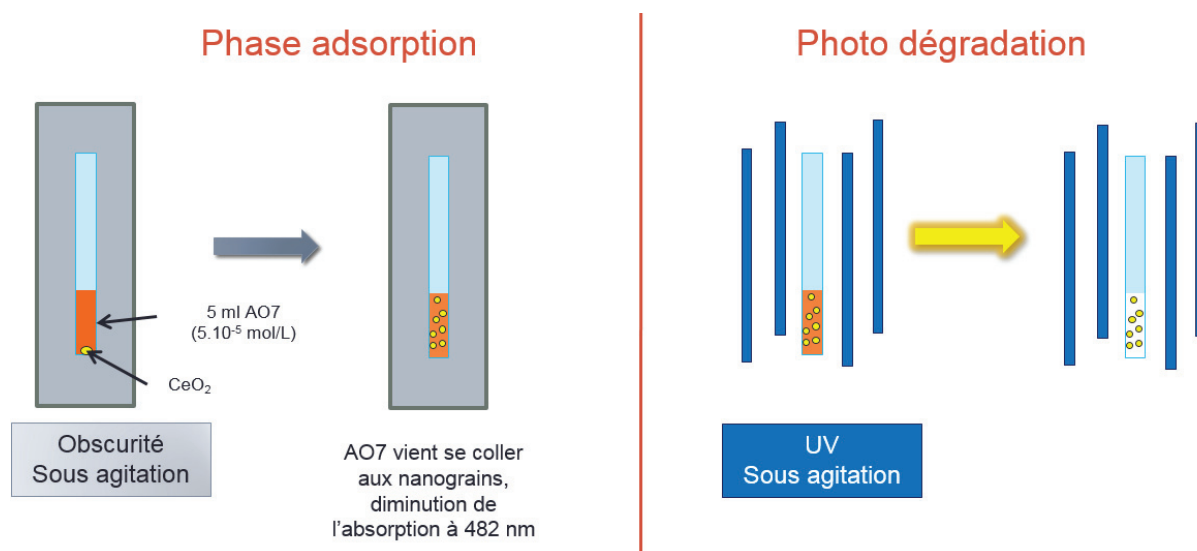 Phase adsorption
5 ml AO7
(5.10⁻⁵ mol/L)
CeO₂
Obscurité
Sous agitation
AO7 vient se coller
aux nanograins,
diminution de
l’absorption à 482 nm
Photo dégradation
UV
Sous agitation